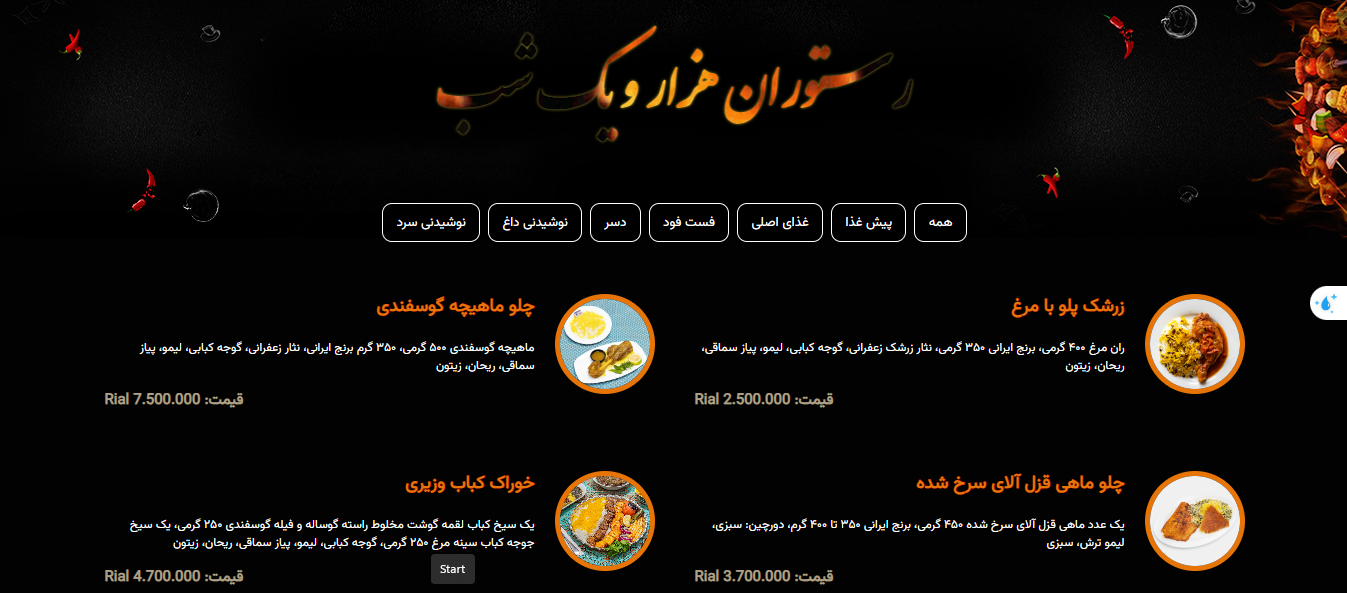 رستوران هزار و یک شب
همه
پیش غذا
غذای اصلی
فست فود
دسر
نوشیدنی داغ
نوشیدنی سرد
زرشک پلو با مرغ
ران مرغ ۴۰۰ گرمی، برنج ایرانی ۳۵۰ گرمی، نثار زرشک زعفرانی، گوجه کبابی، لیمو، پیاز سماقی،
ریحان، زیتون
قیمت: 2.500.000 Rial
چلو ماهیچه گوسفندی
ماهیچه گوسفندی ۵۰۰ گرمی، ۳۵۰ گرم برنج ایرانی، نثار زعفرانی، گوجه کبابی، لیمو، پیاز
سماقی، ریحان، زیتون
قیمت: 7.500.000 Rial
چلو ماهی قزل آلای سرخ شده
یک عدد ماهی قزل آلای سرخ شده ۴۵۰ گرمی، برنج ایرانی ۳۵۰ تا ۴۰۰ گرم، دورچین: سبزی،
لیمو ترش، سبزی
قیمت: 3.700.000 Rial
خوراک کباب وزیری
یک سیخ کباب لقمه گوشت مخلوط راسته گوساله و فیله گوسفندی ۲۵۰ گرمی، یک سیخ
جوجه کباب سینه مرغ ۲۵۰ گرمی، گوجه کبابی، لیمو، پیاز سماقی، ریحان، زیتون
قیمت: 4.700.000 Rial
Start